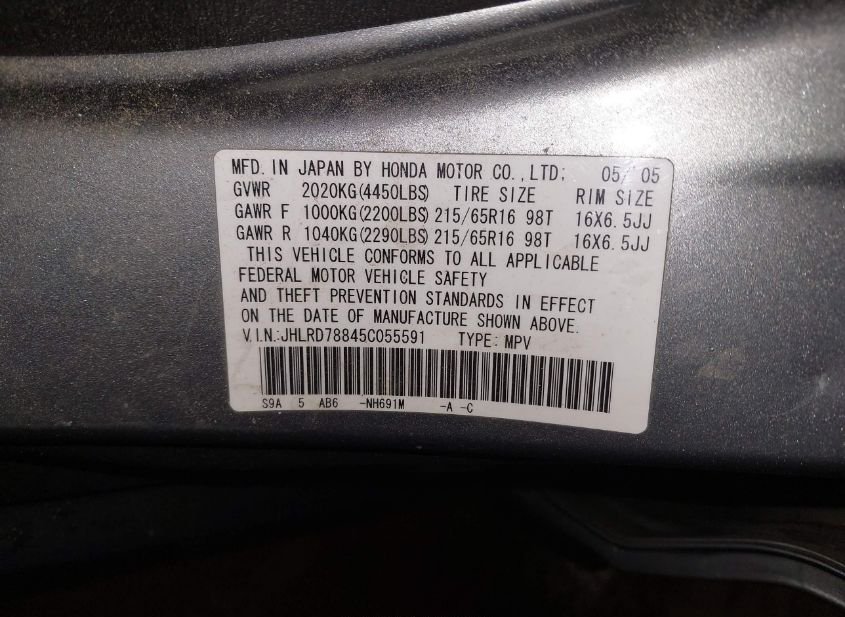 MFD. IN JAPAN BY HONDA MOTOR CO.,LTD; 05/ 05
GVWR 2020KG(4450LBS) TIRE SIZE RIM SIZE
GAWR F 1000KG(2200LBS) 215/65R16 98T 16X6.5JJ
GAWR R 1040KG(2290LBS) 215/65R16 98T 16X6.5JJ
THIS VEHICLE CONFORMS TO ALL APPLICABLE
FEDERAL MOTOR VEHICLE SAFETY
AND THEFT PREVENTION STANDARDS IN EFFECT
ON THE DATE OF MANUFACTURE SHOWN ABOVE.
V.I.N.:JHLRD78845C055591 TYPE: MPV
S9A 5 AB6 -NH691M -A -C